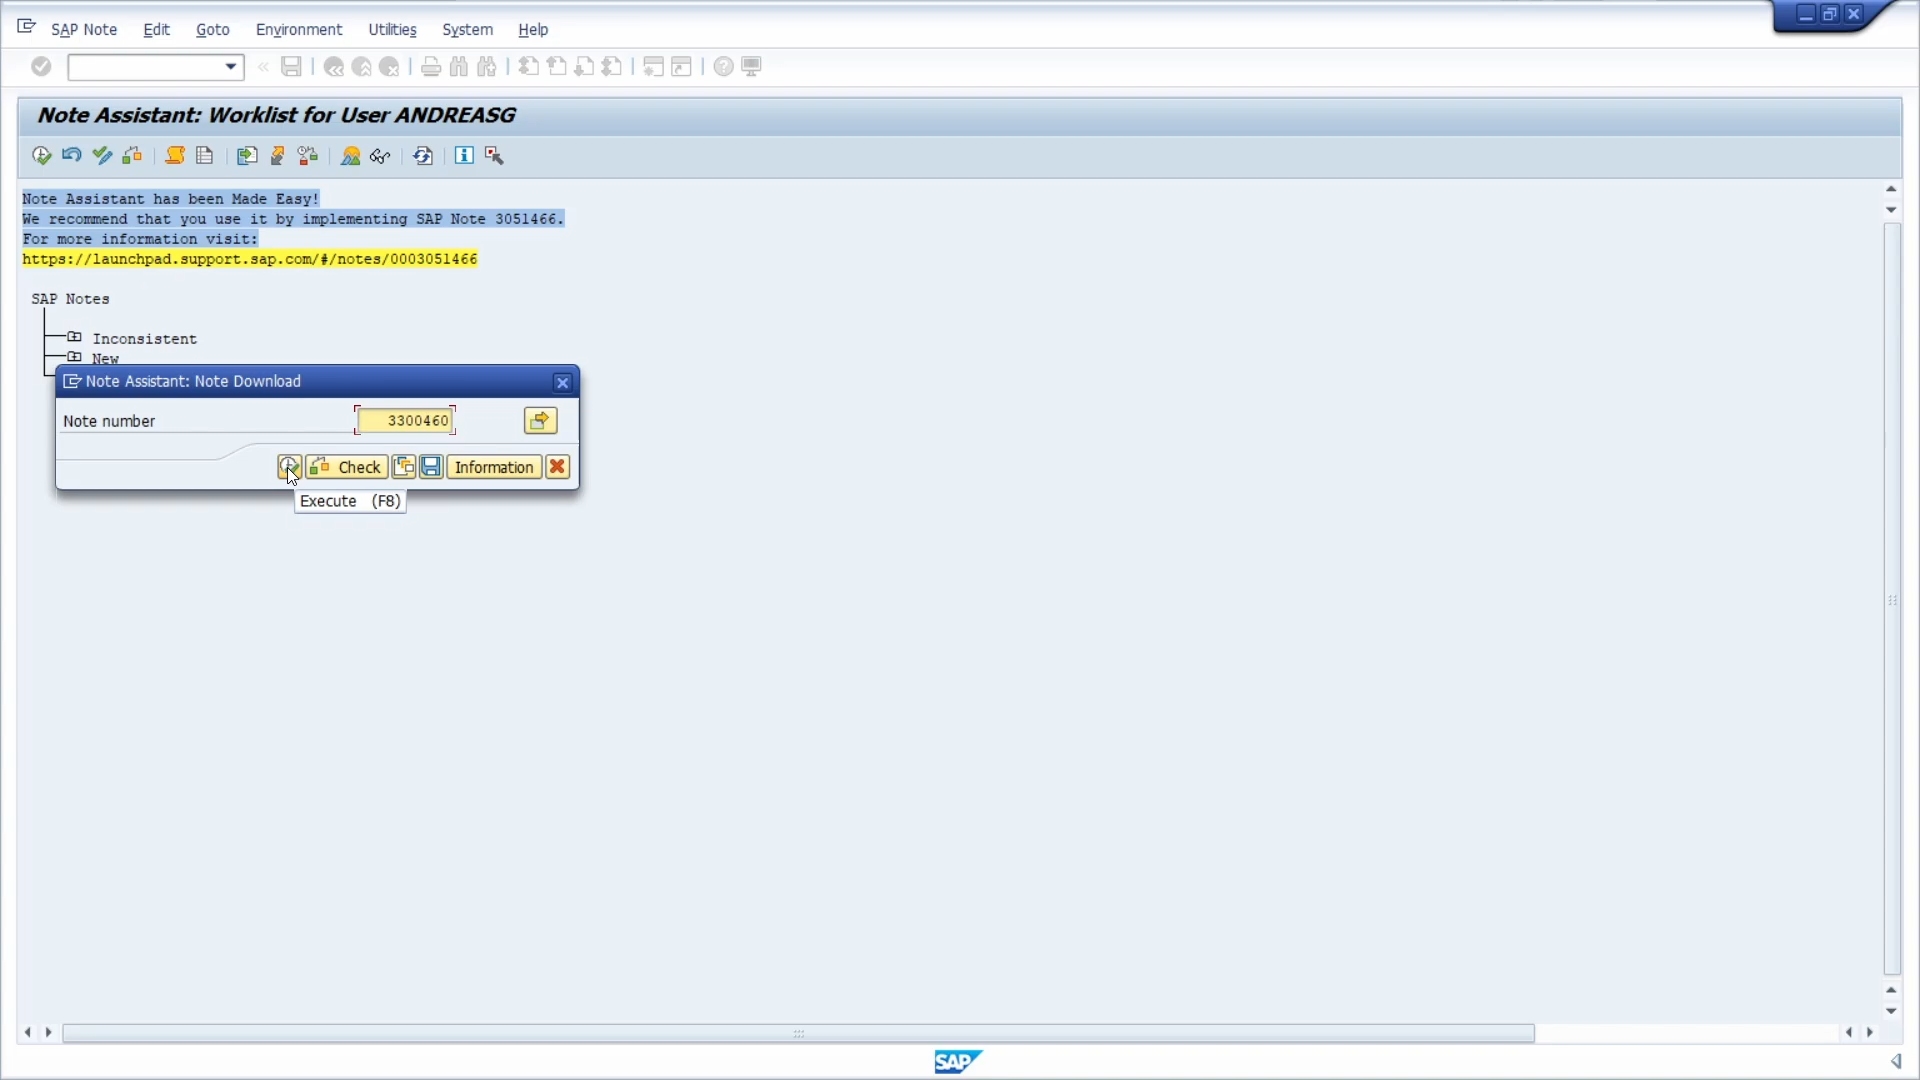 SAP Note Edit Goto Environment Utilities System Help
Note Assistant: Worklist for User ANDREASG
Note Assistant has been Made Easy!
We recommend that you use it by implementing SAP Note 3051466.
For more information visit:
https://launchpad.support.sap.com/#/notes/0003051466
SAP Notes
Inconsistent
New
Note Assistant: Note Download
Note number 3300460
Check Information
Execute (F8)
SAP